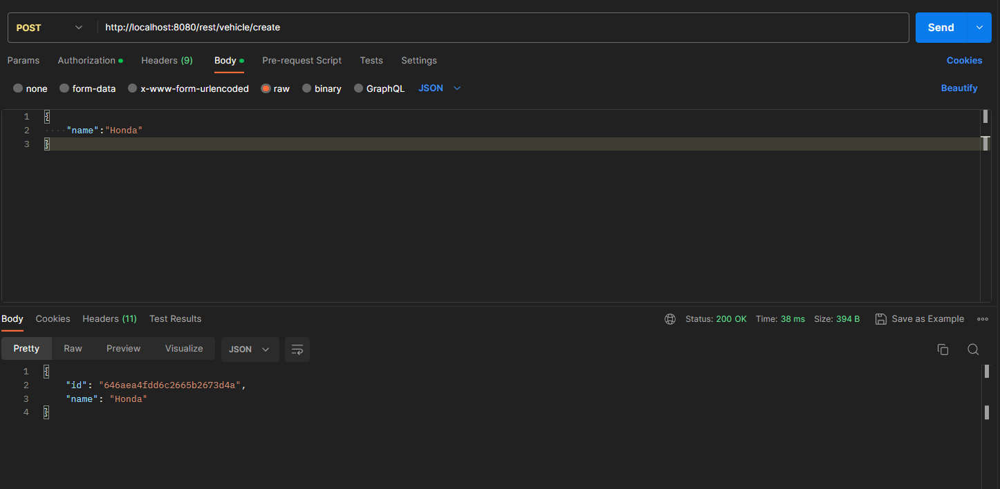 POST http://localhost:8080/rest/vehicle/create Send
Params Authorization Headers (9) Body Pre-request Script Tests Settings Cookies
none form-data x-www-form-urlencoded raw binary GraphQL JSON Beautify
1 {
2 ····"name":"Honda"
3 }
Body Cookies Headers (11) Test Results Status: 200 OK Time: 38 ms Size: 394 B Save as Example
Pretty Raw Preview Visualize JSON
1 {
2 "id": "646aea4fdd6c2665b2673d4a",
3 "name": "Honda"
4 }